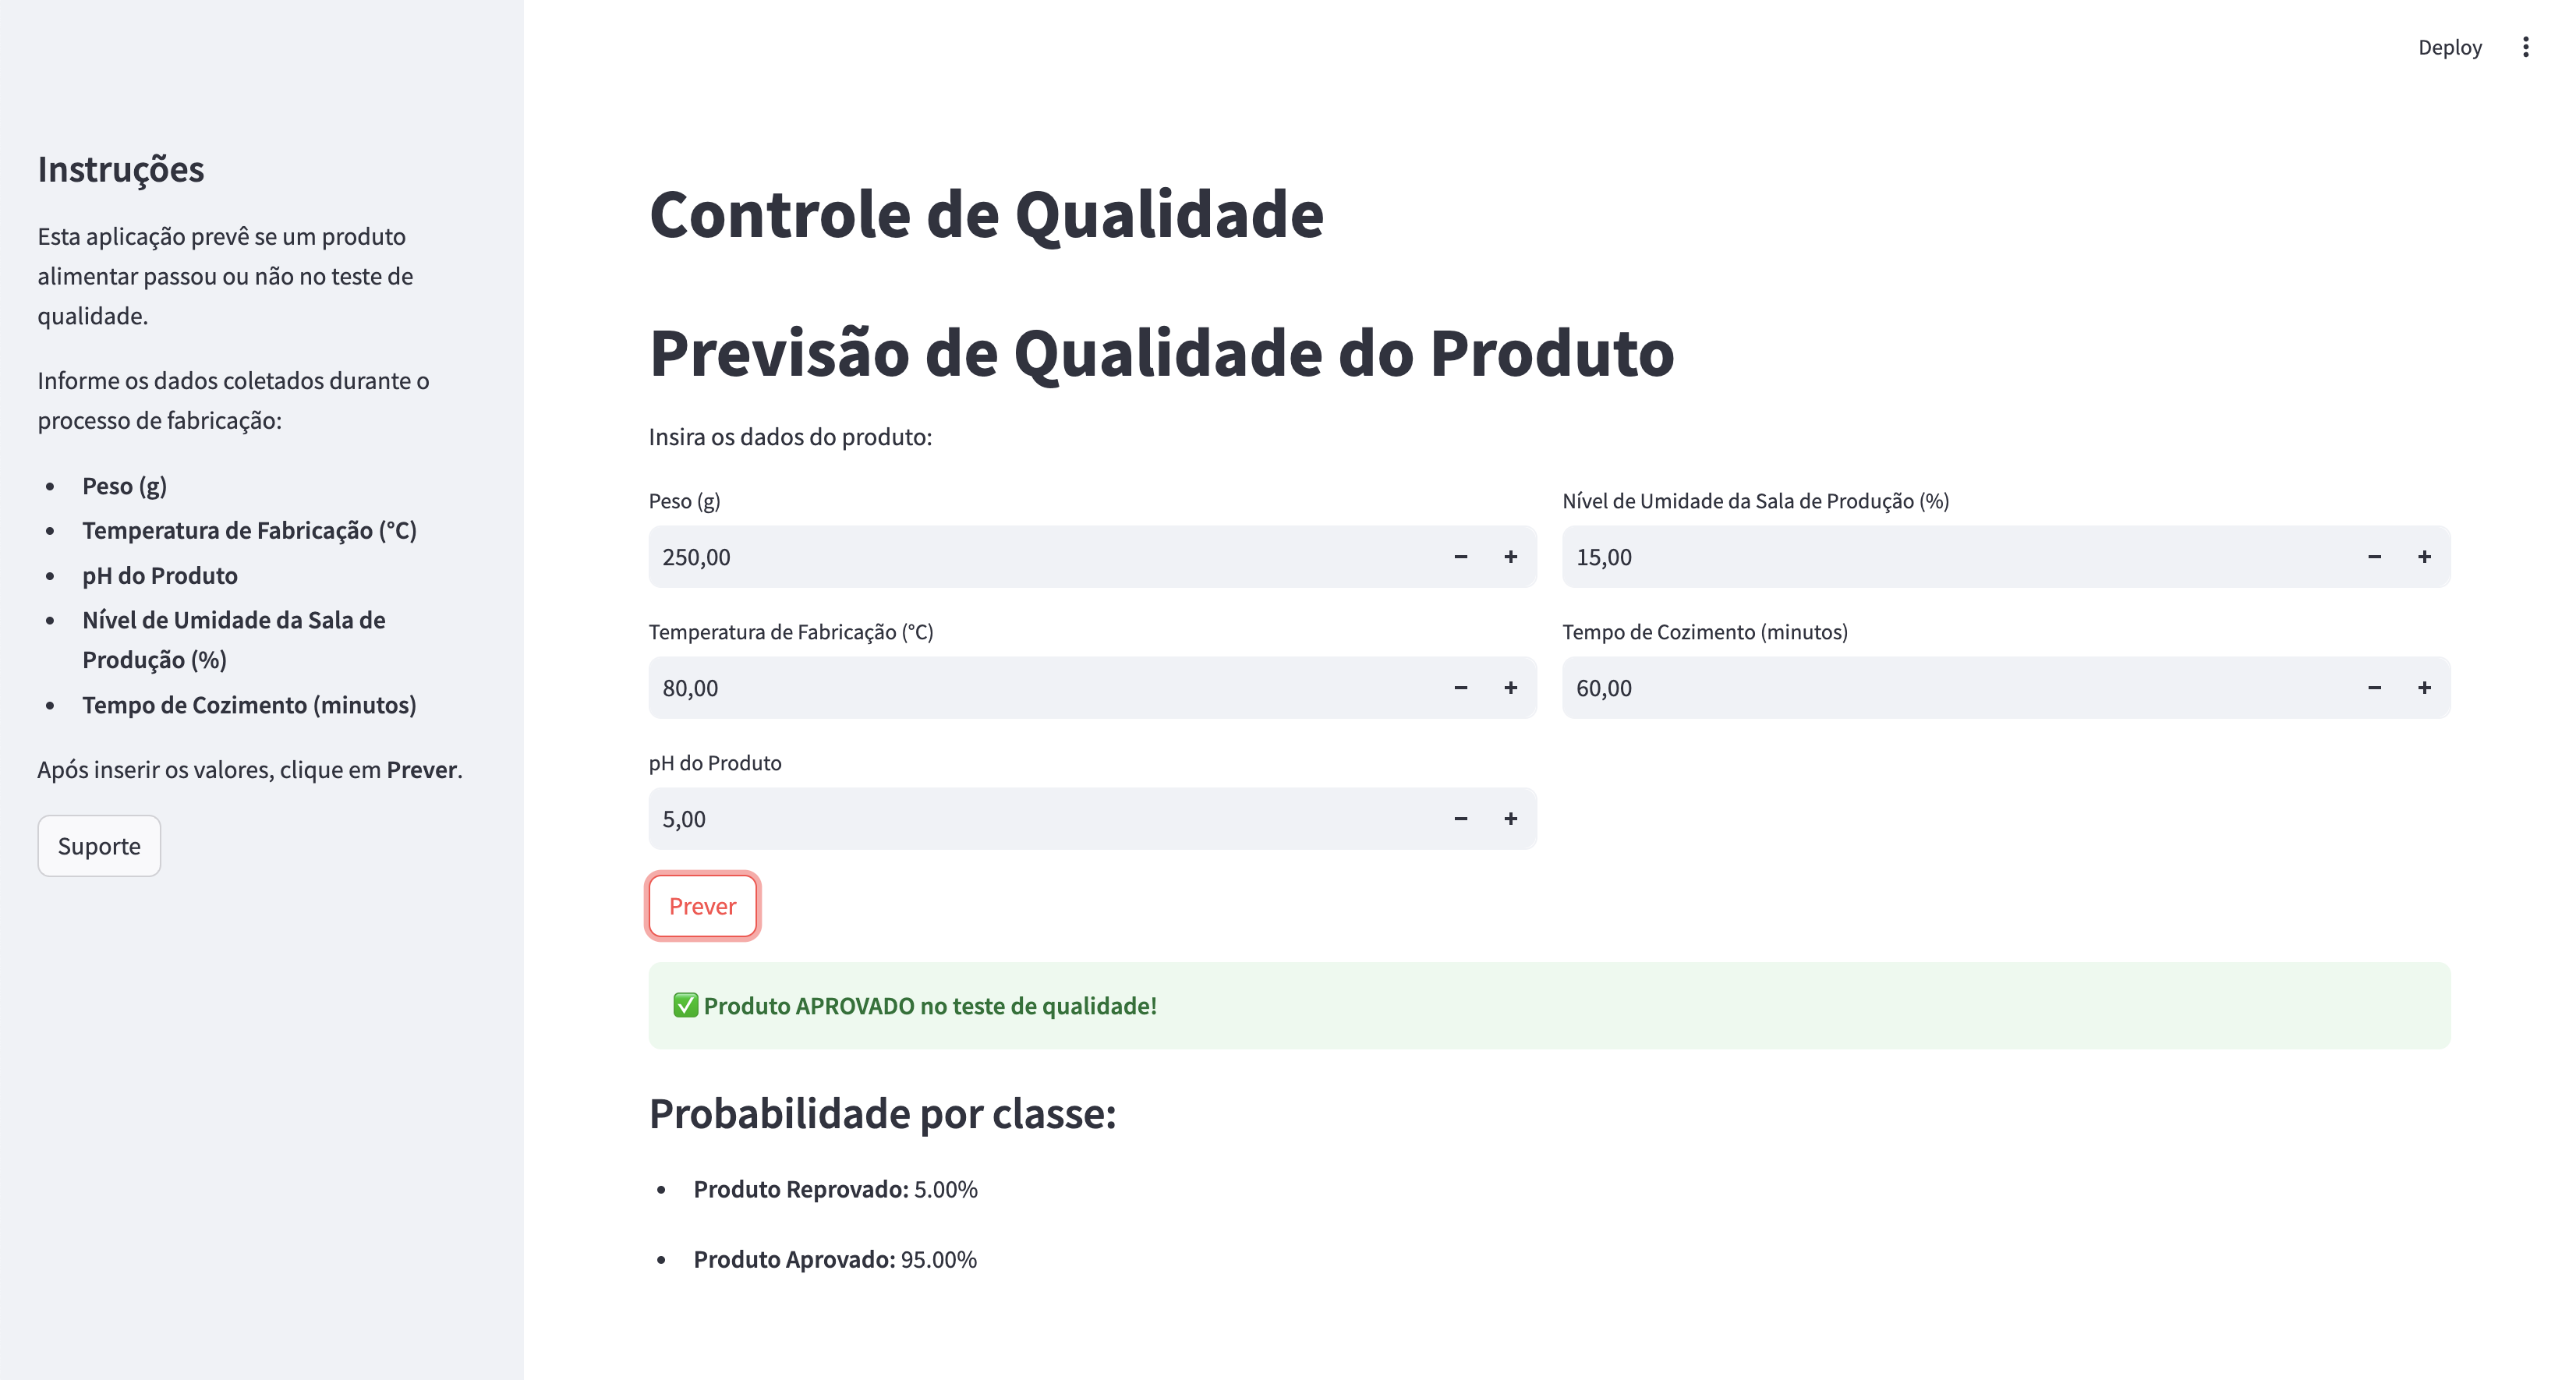 Deploy
Instruções
Esta aplicação prevê se um produto
alimentar passou ou não no teste de
qualidade.
Informe os dados coletados durante o
processo de fabricação:
• Peso (g)
• Temperatura de Fabricação (°C)
• pH do Produto
• Nível de Umidade da Sala de
Produção (%)
• Tempo de Cozimento (minutos)
Após inserir os valores, clique em Prever.
Suporte
Controle de Qualidade
Previsão de Qualidade do Produto
Insira os dados do produto:
Peso (g)
250,00
Temperatura de Fabricação (°C)
80,00
pH do Produto
5,00
Nível de Umidade da Sala de Produção (%)
15,00
Tempo de Cozimento (minutos)
60,00
Prever
✅ Produto APROVADO no teste de qualidade!
Probabilidade por classe:
• Produto Reprovado: 5.00%
• Produto Aprovado: 95.00%